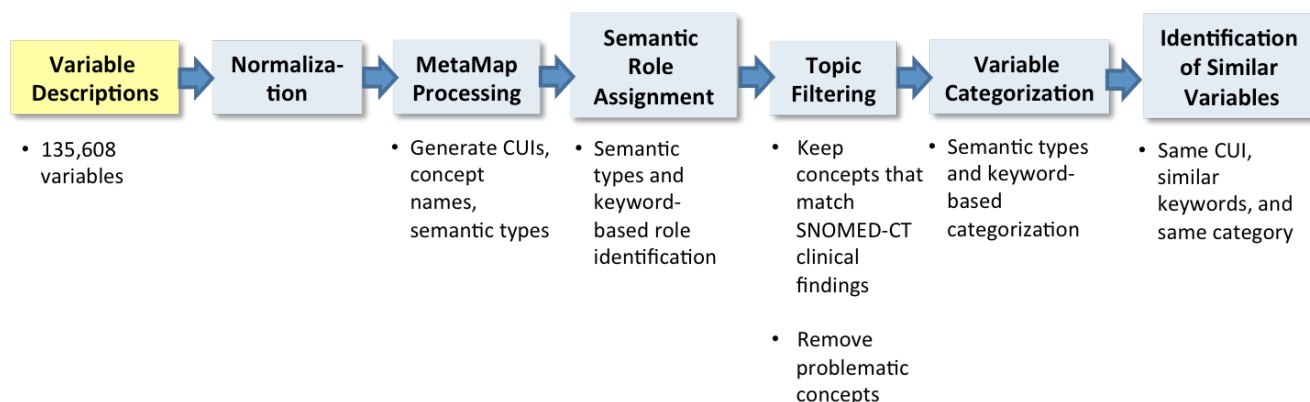 Variable
Descriptions
Normaliza-
tion
MetaMap
Processing
Semantic
Role
Assignment
Topic
Filtering
Variable
Categorization
Identification
of Similar
Variables
• 135,608
variables
• Generate CUIs,
concept
names,
semantic types
• Semantic
types and
keyword-
based role
identification
• Keep
concepts that
match
SNOMED-CT
clinical
findings
• Remove
problematic
concepts
• Semantic types
and keyword-
based
categorization
• Same CUI,
similar
keywords, and
same category